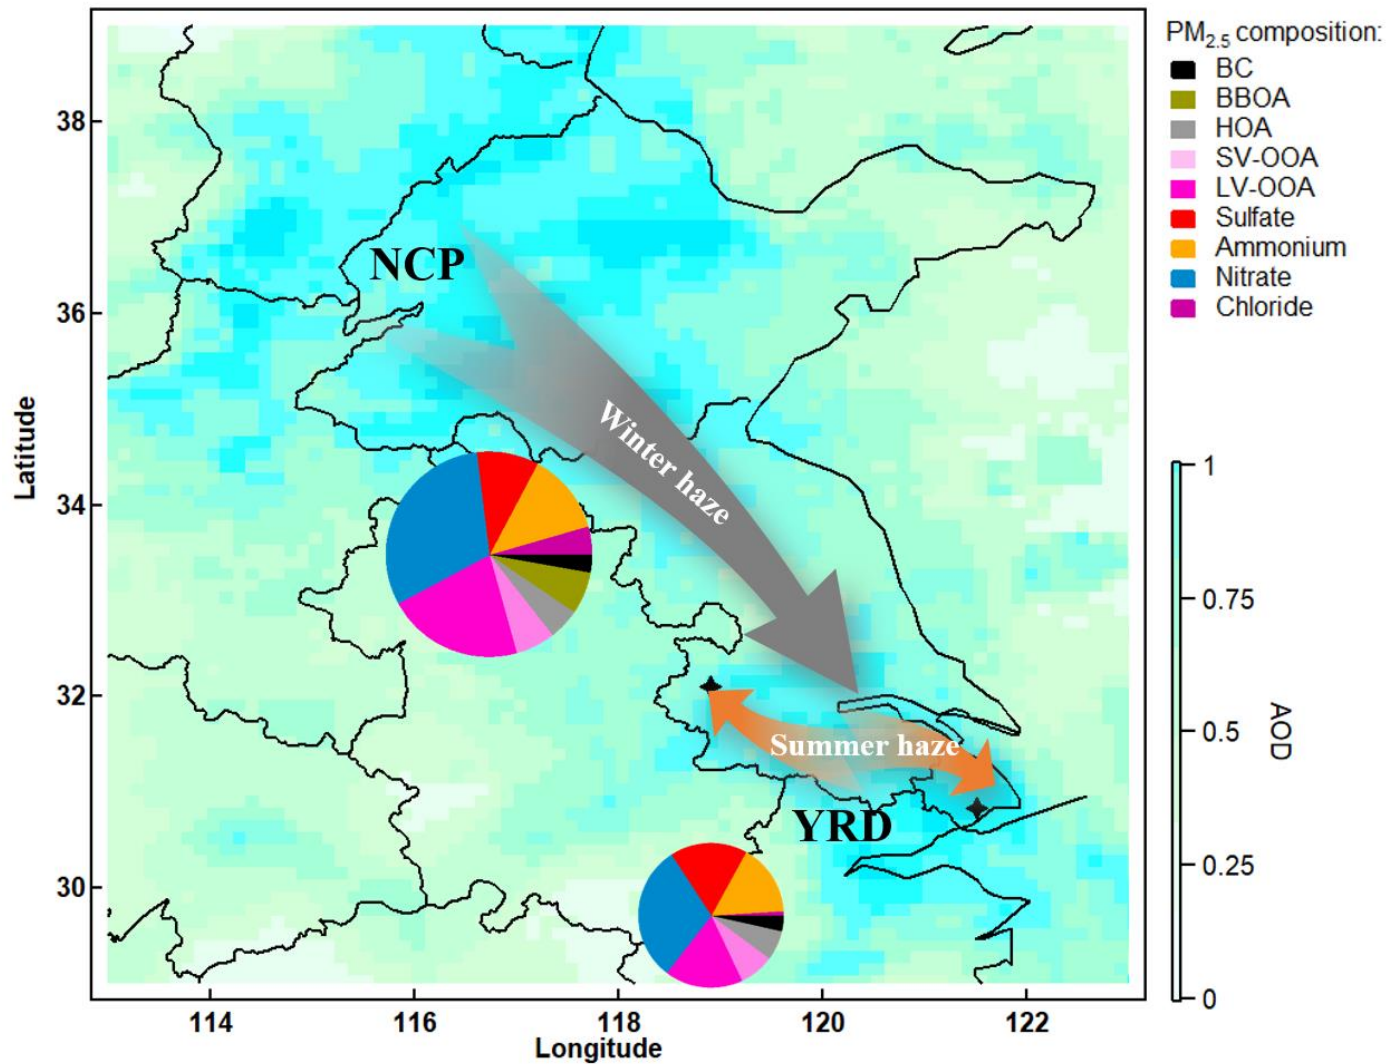 PM2.5 composition:
BC
BBOA
HOA
SV-OOA
LV-OOA
Sulfate
Ammonium
Nitrate
Chloride
38
36
34
32
30
Latitude
NCP
Winter haze
Summer haze
YRD
1
0.75
0.5
0.25
0
AOD
114
116
118
120
122
Longitude